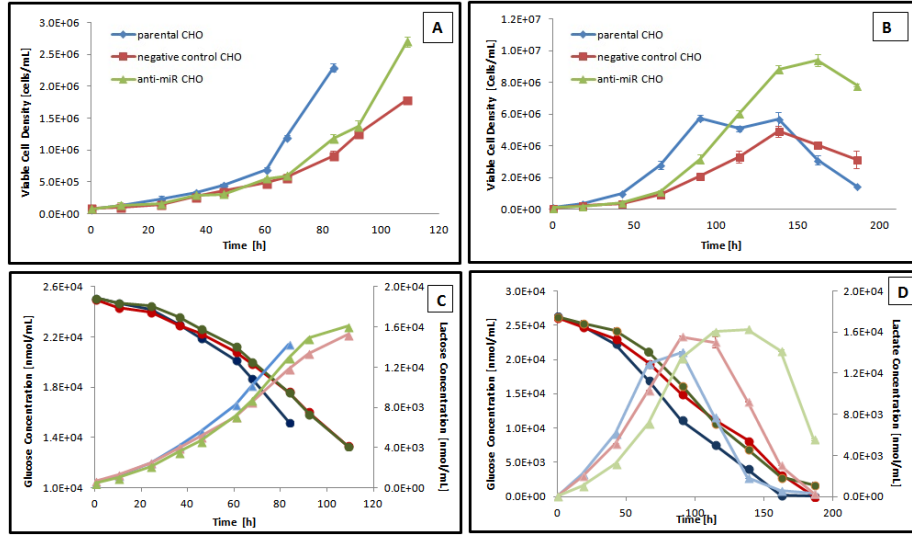 A
3.0E+06
2.5E+06
2.0E+06
1.5E+06
1.0E+06
5.0E+05
0.0E+00
Viable Cell Density [cells/mL]
parental CHO
negative control CHO
anti-miR CHO
0 20 40 60 80 100 120
Time [h]
B
1.2E+07
1.0E+07
8.0E+06
6.0E+06
4.0E+06
2.0E+06
0.0E+00
Viable Cell Density [Cells/mL]
parental CHO
negative control CHO
anti-miR CHO
0 50 100 150 200
Time [h]
C
2.6E+04
2.2E+04
1.8E+04
1.4E+04
1.0E+04
Glucose Concentration [nmol/mL]
2.0E+04
1.6E+04
1.2E+04
8.0E+03
4.0E+03
0.0E+00
Lactose Concentration [nmol/mL]
0 20 40 60 80 100 120
Time [h]
D
3.0E+04
2.5E+04
2.0E+04
1.5E+04
1.0E+04
5.0E+03
0.0E+00
Glucose Concentration [nmol/mL]
2.0E+04
1.6E+04
1.2E+04
8.0E+03
4.0E+03
0.0E+00
Lactate Concentration [nmol/mL]
0 50 100 150 200
Time [h]